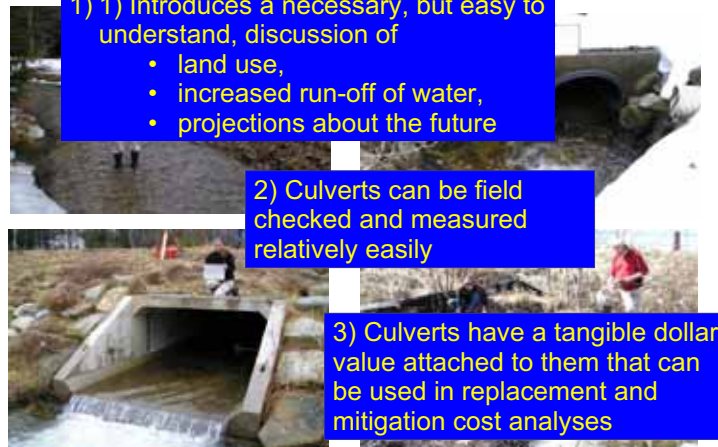 1) 1) Introduces a necessary, but easy to
understand, discussion of
• land use,
• increased run-off of water,
• projections about the future
2) Culverts can be field
checked and measured
relatively easily
3) Culverts have a tangible dollar
value attached to them that can
be used in replacement and
mitigation cost analyses